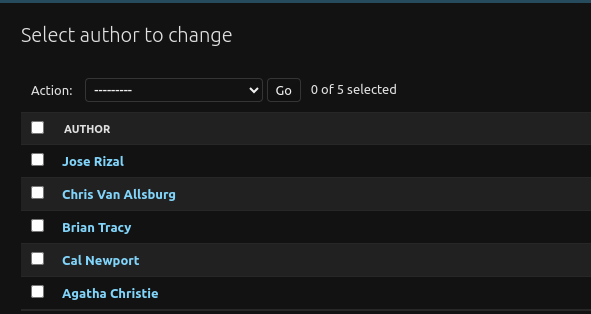 Select author to change
Action: --------- Go 0 of 5 selected
AUTHOR
Jose Rizal
Chris Van Allsburg
Brian Tracy
Cal Newport
Agatha Christie